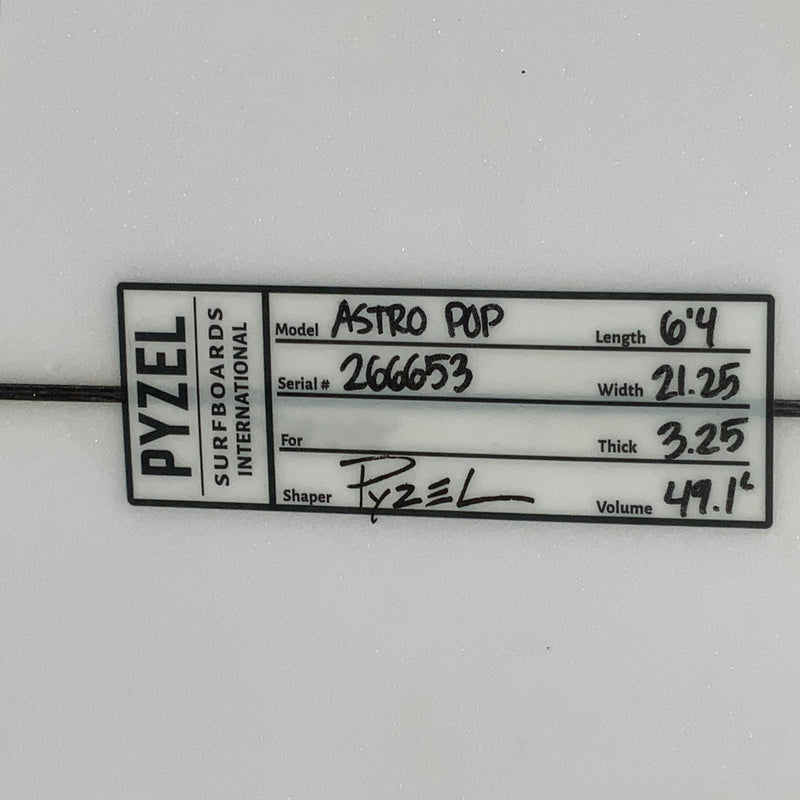 PYZEL
SURFBOARDS
INTERNATIONAL
Model ASTRO POP Length 6'4
Serial # 266653 Width 21.25
For Thick 3.25
Shaper PYZEL Volume 49.1L